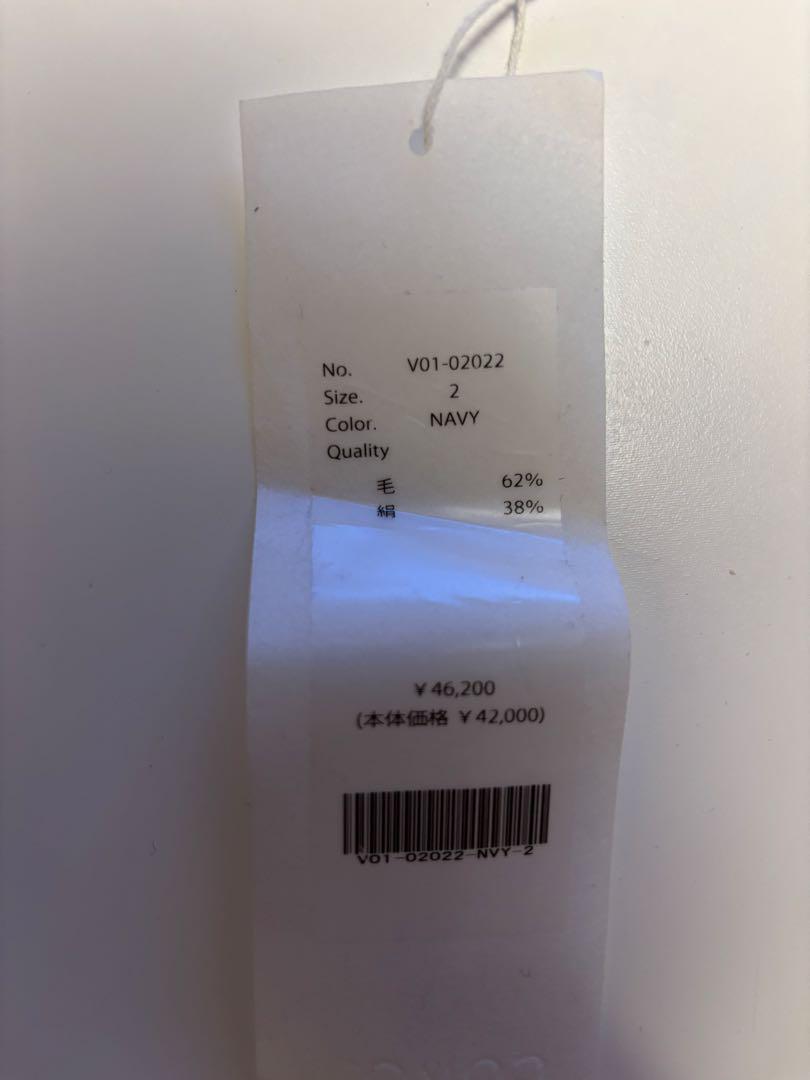 No. V01-02022
Size. 2
Color. NAVY
Quality
毛 62%
絹 38%
¥46,200
(本体価格 ¥42,000)
V01-02022-NVY-2